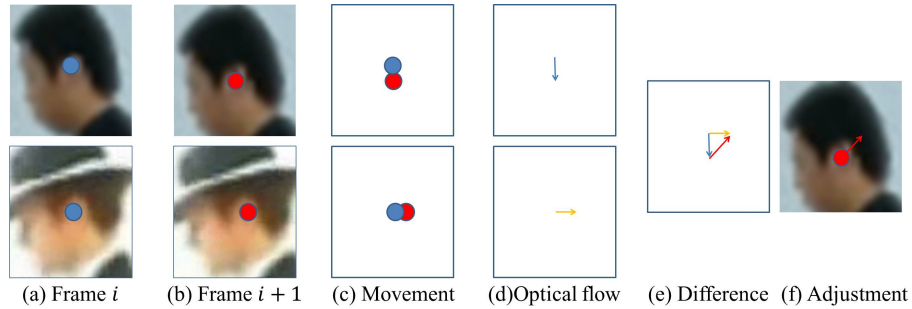 (a) Frame i
(b) Frame i + 1
(c) Movement
(d)Optical flow
(e) Difference
(f) Adjustment